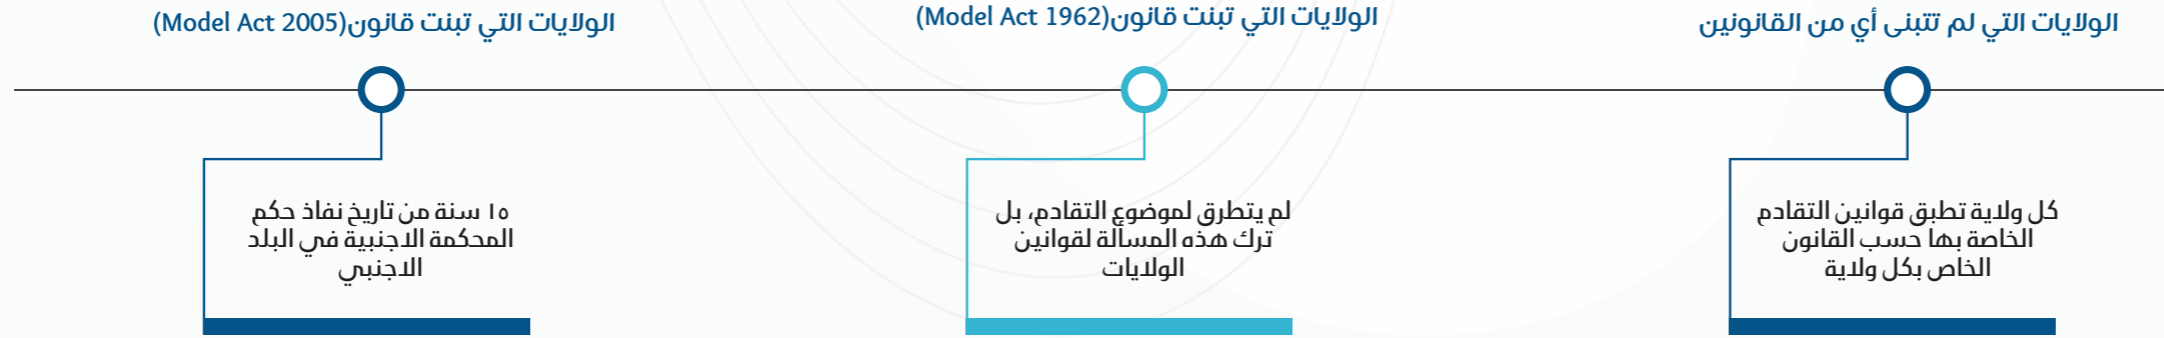 الولايات التي لم تتبنى أي من القانونين
كل ولاية تطبق قوانين التقادم
الخاصة بها حسب القانون
الخاص بكل ولاية
الولايات التي تبنت قانون(Model Act 1962)
لم يتطرق لموضوع التقادم، بل
ترك هذه المسألة لقوانين
الولايات
الولايات التي تبنت قانون(Model Act 2005)
١٥ سنة من تاريخ نفاذ حكم
المحكمة الاجنبية في البلد
الاجنبي